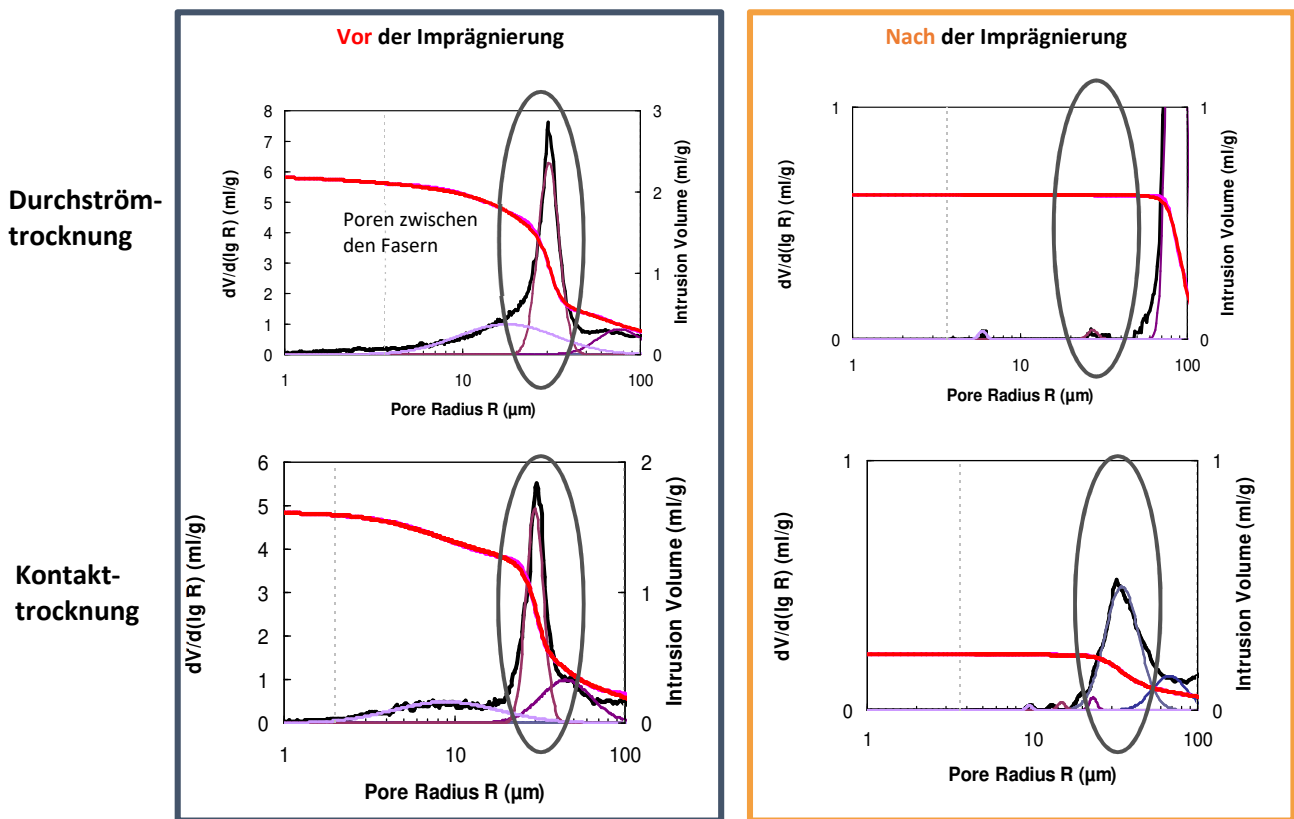 Vor der Imprägnierung
Nach der Imprägnierung
Durchström-
trocknung
8
7
6
5
4
3
2
1
0
3
2
1
0
dV/d(lg R) (ml/g)
Intrusion Volume (ml/g)
Poren zwischen
den Fasern
1
10
100
Pore Radius R (µm)
1
0
1
0
dV/d(lg R) (ml/g)
Intrusion Volume (ml/g)
1
10
100
Pore Radius R (µm)
Kontakt-
trocknung
6
5
4
3
2
1
0
2
1
0
dV/d(lg R) (ml/g)
Intrusion Volume (ml/g)
1
10
100
Pore Radius R (µm)
1
0
1
0
dV/d(lg R) (ml/g)
Intrusion Volume (ml/g)
1
10
100
Pore Radius R (µm)